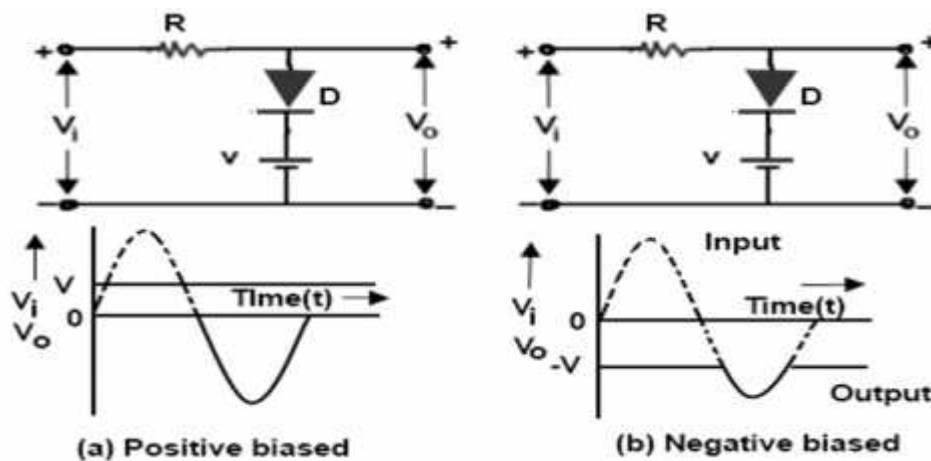 R
+ +
D
Vi Vo
v
R
+ +
D
Vi Vo
v
Vi
Vo
V
0
TIme(t)
(a) Positive biased
Input
Vi
Vo
0
-V
Time(t)
Output
(b) Negative biased